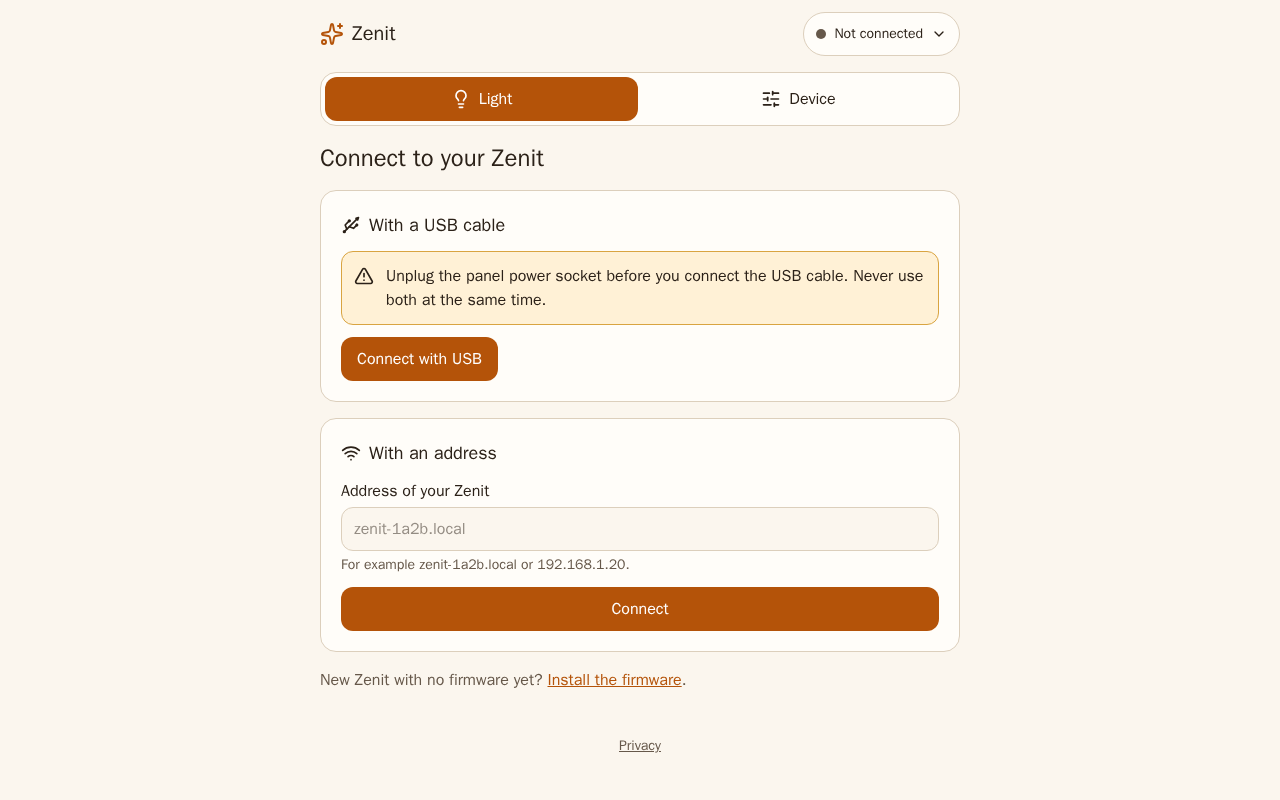 Zenit
Not connected
Light
Device
Connect to your Zenit
With a USB cable
Unplug the panel power socket before you connect the USB cable. Never use
both at the same time.
Connect with USB
With an address
Address of your Zenit
zenit-1a2b.local
For example zenit-1a2b.local or 192.168.1.20.
Connect
New Zenit with no firmware yet? Install the firmware.
Privacy